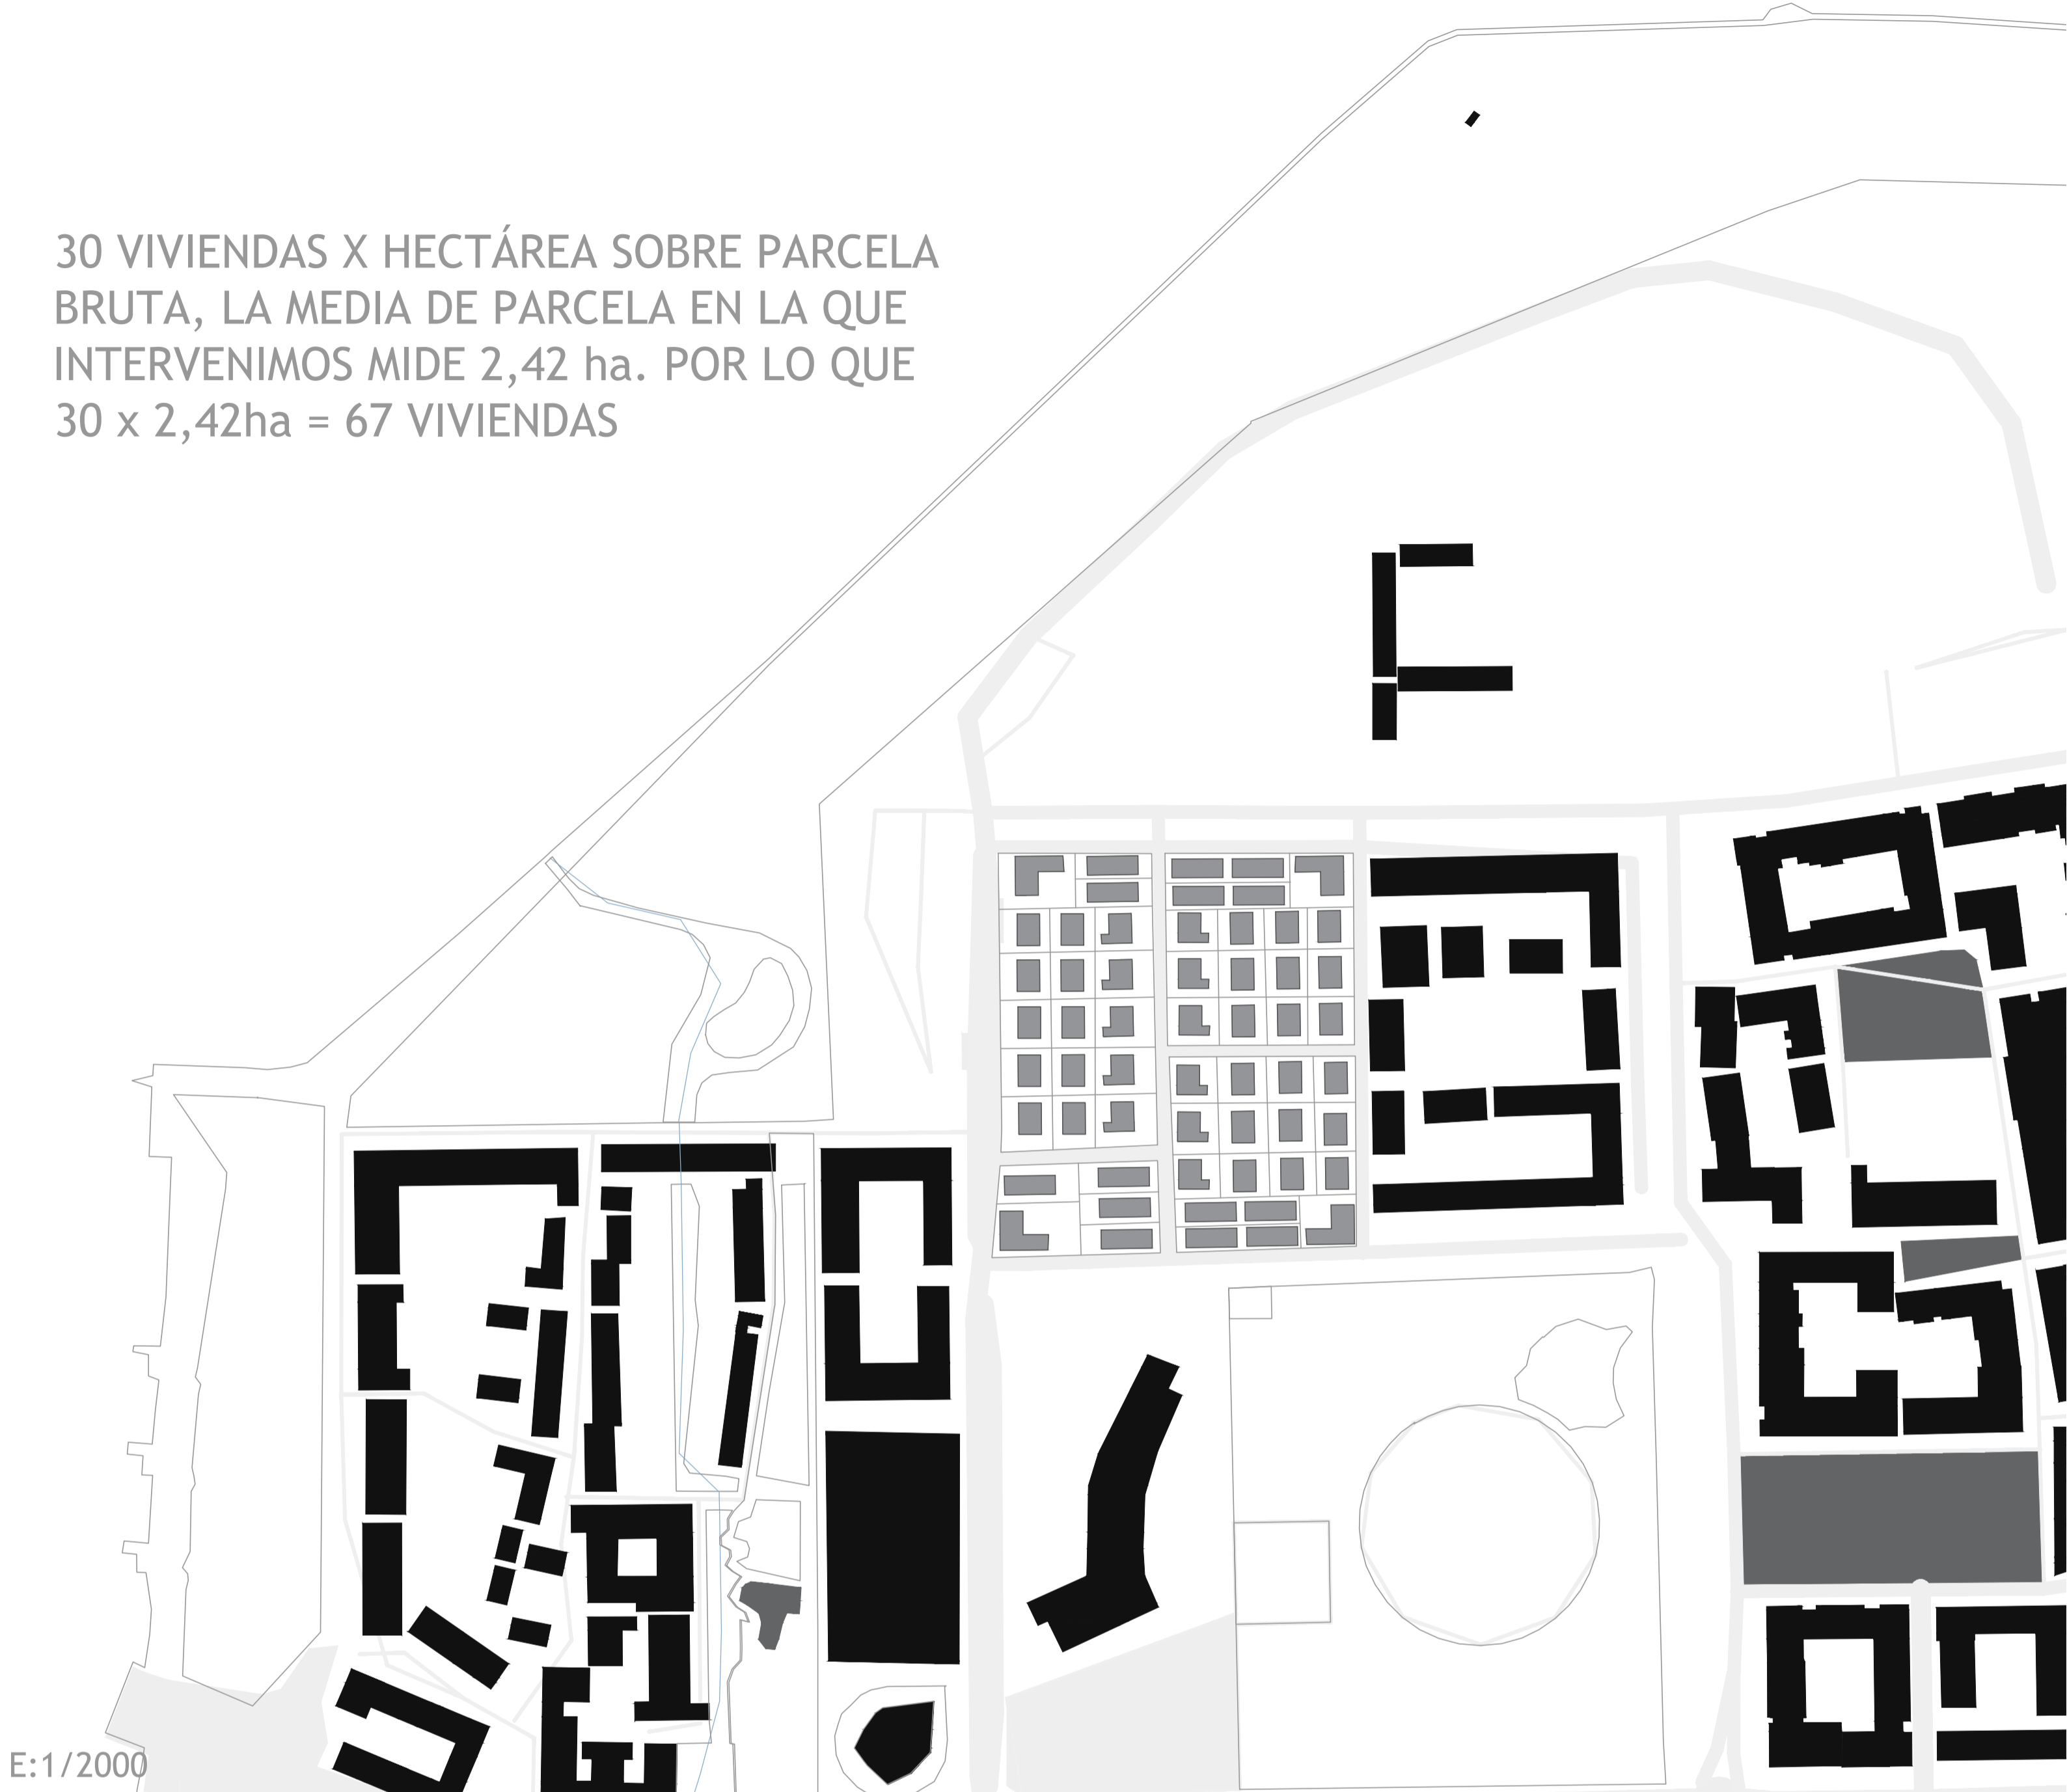 30 VIVIENDAS X HECTÁREA SOBRE PARCELA
BRUTA, LA MEDIA DE PARCELA EN LA QUE
INTERVENIMOS MIDE 2,42 ha. POR LO QUE
30 x 2,42ha = 67 VIVIENDAS
E:1/2000